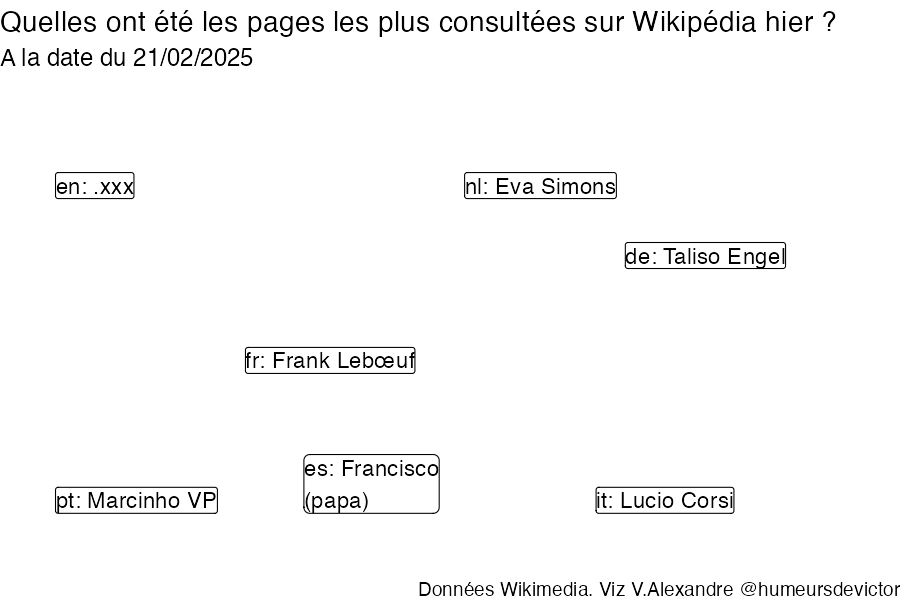 Quelles ont été les pages les plus consultées sur Wikipédia hier ?
A la date du 21/02/2025
en: .xxx
nl: Eva Simons
de: Taliso Engel
fr: Frank Lebœuf
es: Francisco
(papa)
pt: Marcinho VP
it: Lucio Corsi
Données Wikimedia. Viz V.Alexandre @humeursdevictor